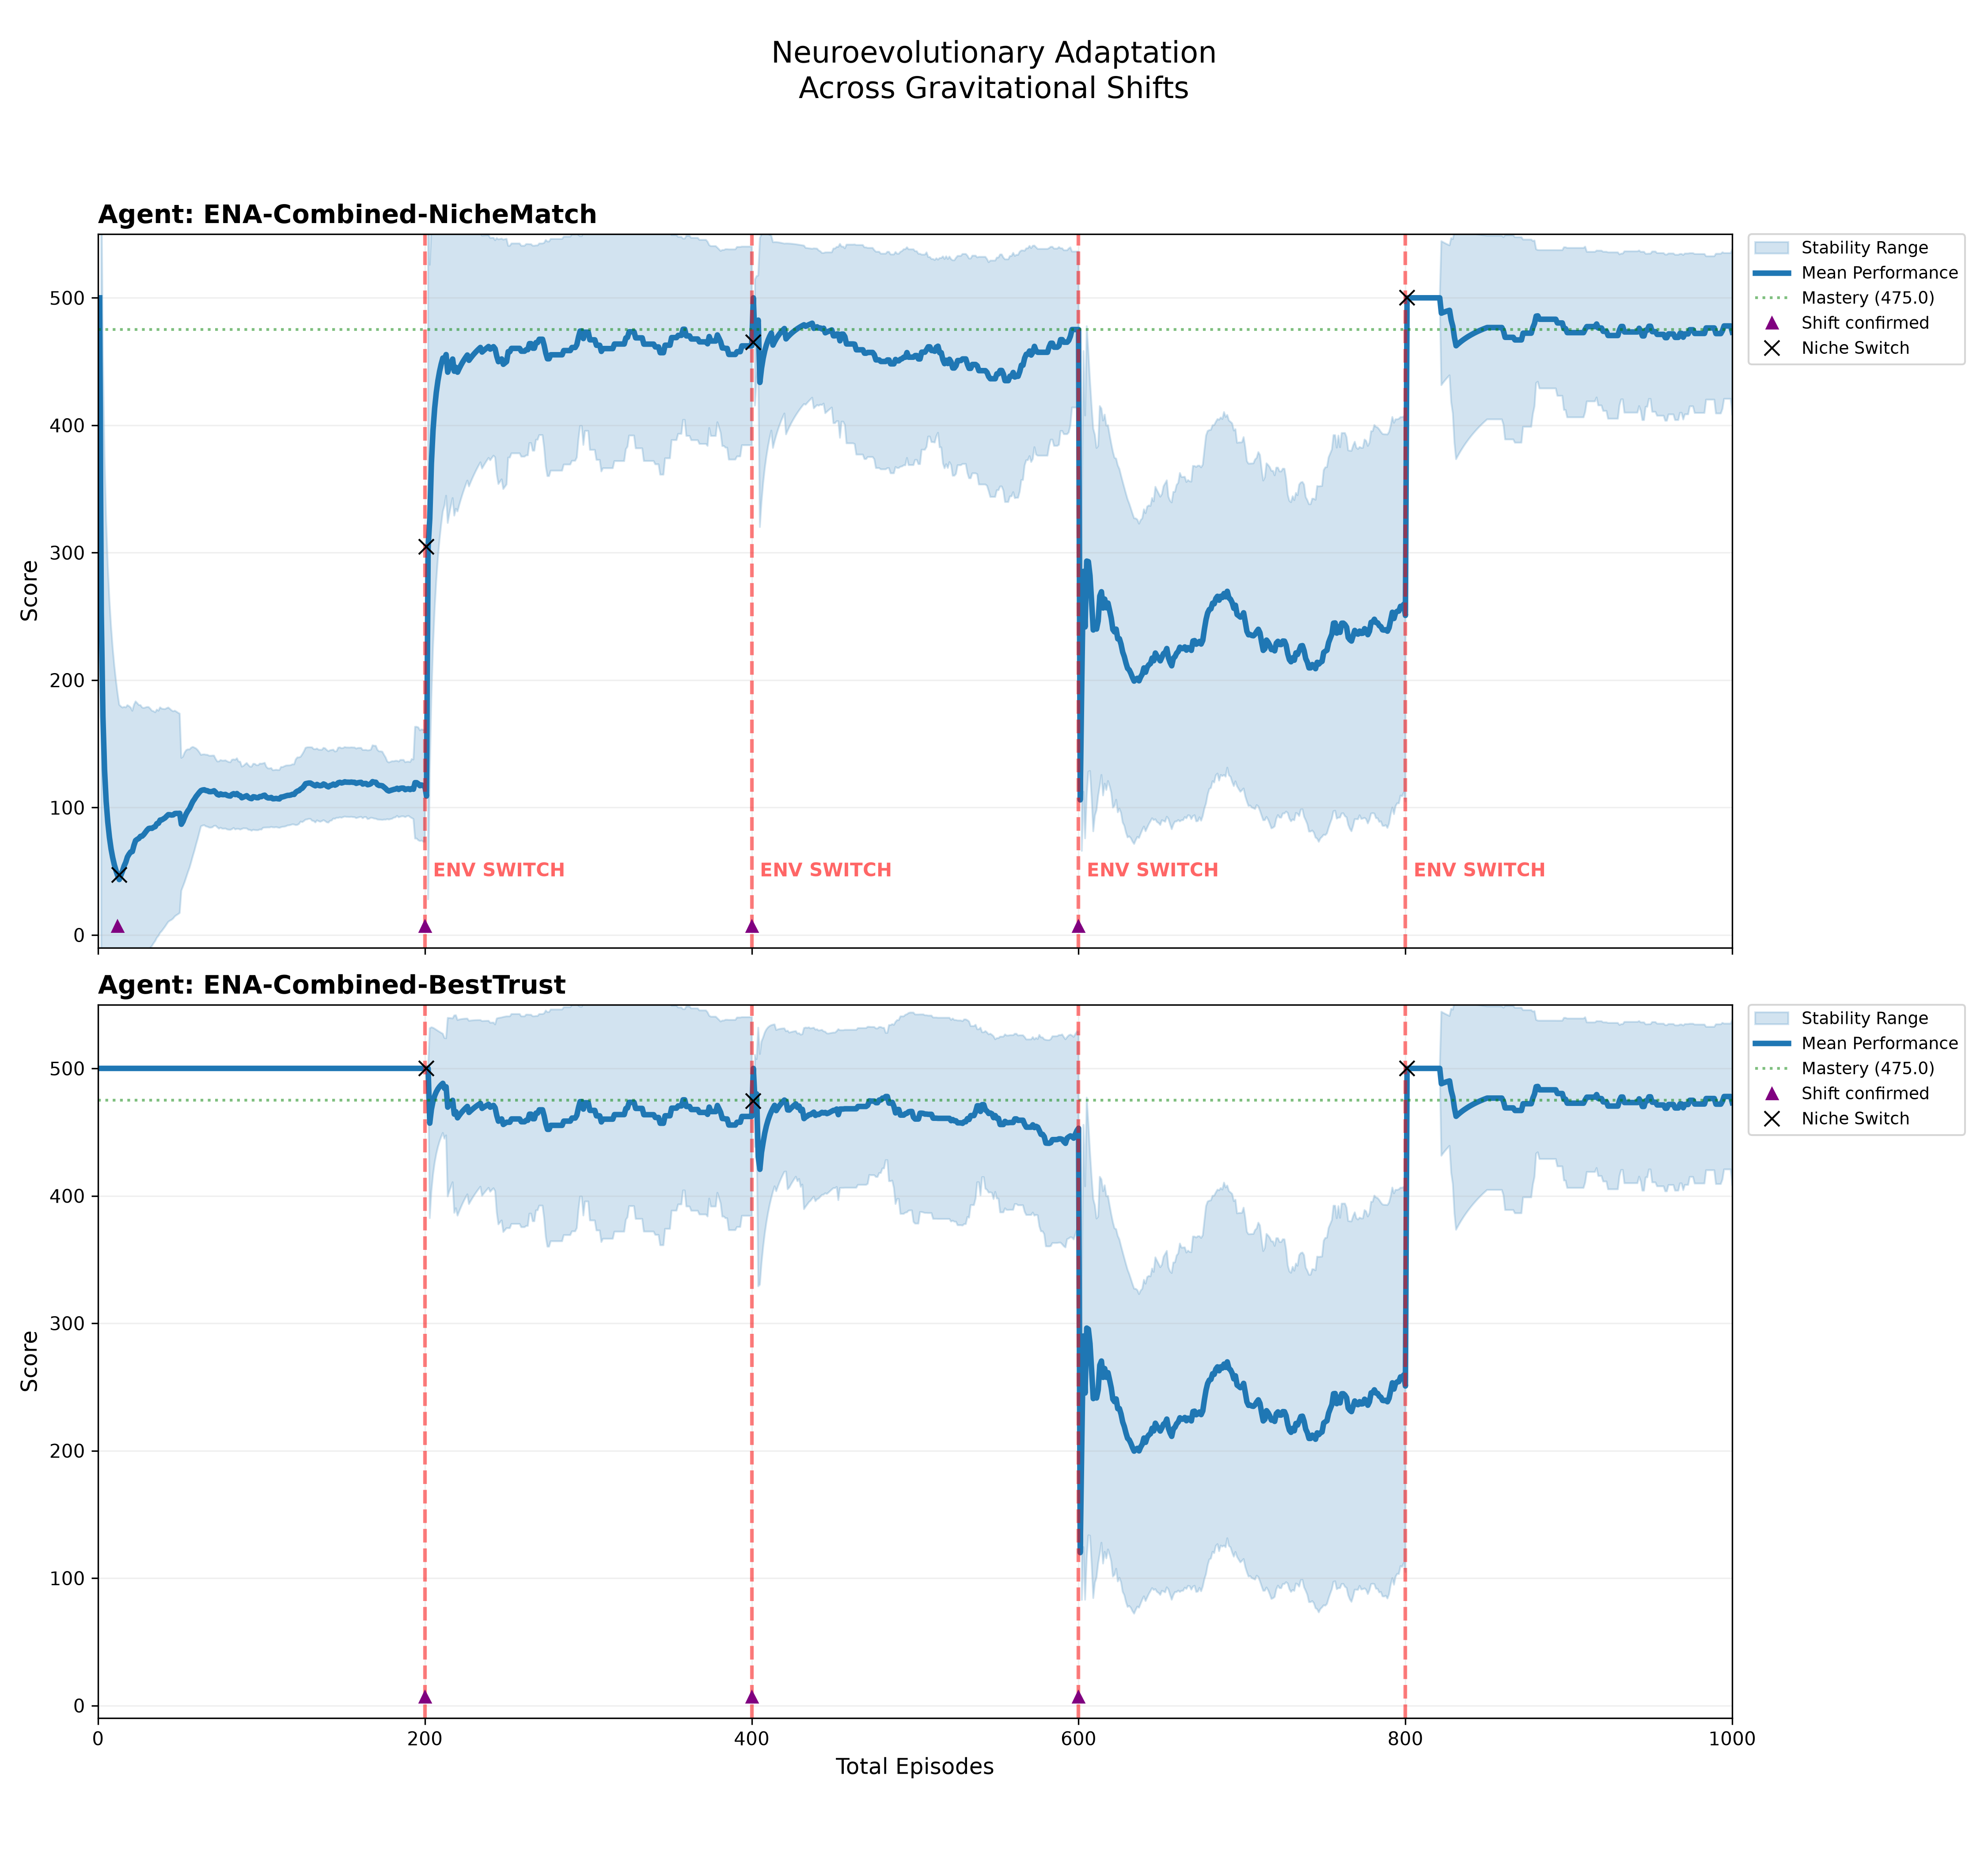 Neuroevolutionary Adaptation
Across Gravitational Shifts
Agent: ENA-Combined-NicheMatch
500
400
300
200
100
0
Score
ENV SWITCH
ENV SWITCH
ENV SWITCH
ENV SWITCH
Stability Range
Mean Performance
Mastery (475.0)
Shift confirmed
Niche Switch
Agent: ENA-Combined-BestTrust
500
400
300
200
100
0
Score
Stability Range
Mean Performance
Mastery (475.0)
Shift confirmed
Niche Switch
0 200 400 600 800 1000
Total Episodes